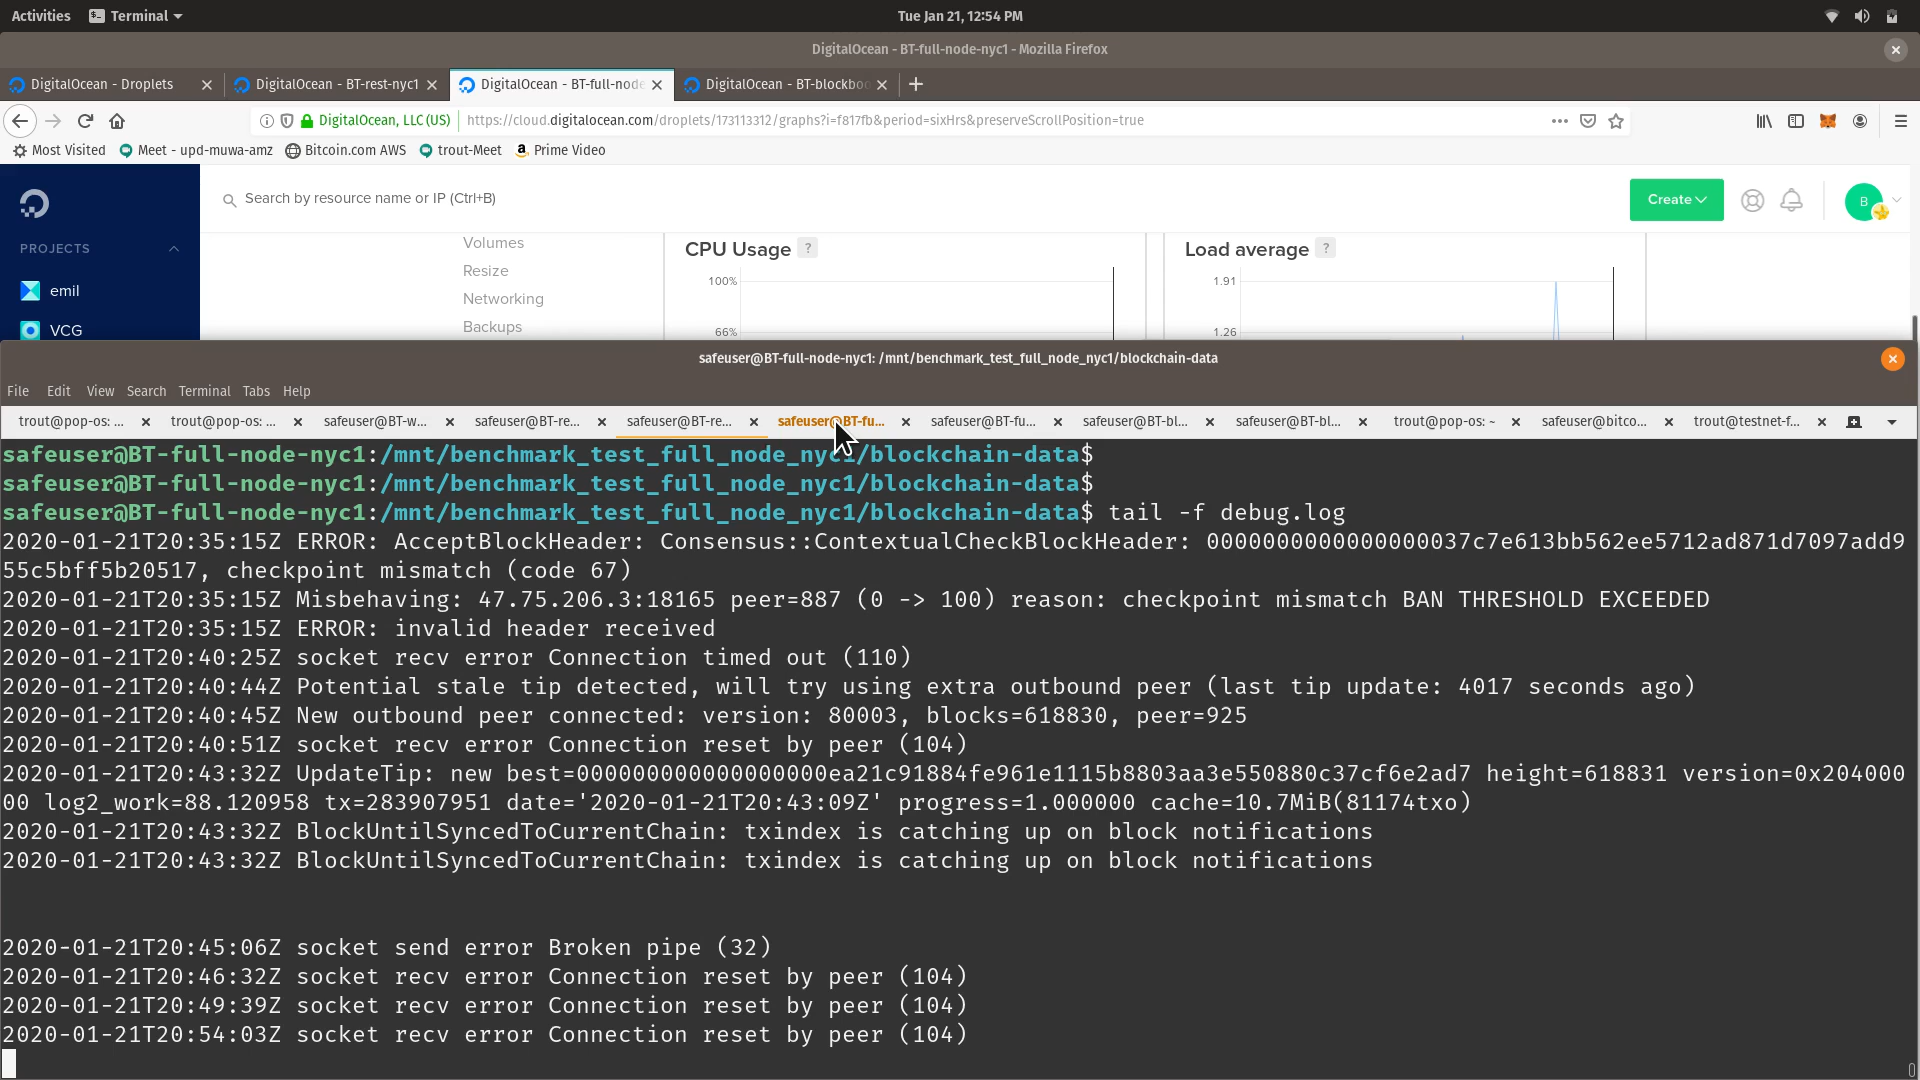 Activities Terminal Tue Jan 21, 12:54 PM
DigitalOcean - BT-full-node-nyc1 - Mozilla Firefox
DigitalOcean - Droplets DigitalOcean - BT-rest-nyc1 DigitalOcean - BT-full-node DigitalOcean - BT-blockboo
DigitalOcean, LLC (US) https://cloud.digitalocean.com/droplets/173113312/graphs?i=f817fb&period=sixHrs&preserveScrollPosition=true
Most Visited Meet - upd-muwa-amz Bitcoin.com AWS trout-Meet Prime Video
Search by resource name or IP (Ctrl+B) Create B
PROJECTS
emil
VCG
Volumes
Resize
Networking
Backups
CPU Usage ?
100%
66%
Load average ?
1.91
1.26
safeuser@BT-full-node-nyc1: /mnt/benchmark_test_full_node_nyc1/blockchain-data
File Edit View Search Terminal Tabs Help
trout@pop-os: ... trout@pop-os: ... safeuser@BT-w... safeuser@BT-re... safeuser@BT-re... safeuser@BT-fu... safeuser@BT-fu... safeuser@BT-bl... safeuser@BT-bl... trout@pop-os: ~ safeuser@bitco... trout@testnet-f...
safeuser@BT-full-node-nyc1:/mnt/benchmark_test_full_node_nyc1/blockchain-data$
safeuser@BT-full-node-nyc1:/mnt/benchmark_test_full_node_nyc1/blockchain-data$
safeuser@BT-full-node-nyc1:/mnt/benchmark_test_full_node_nyc1/blockchain-data$ tail -f debug.log
2020-01-21T20:35:15Z ERROR: AcceptBlockHeader: Consensus::ContextualCheckBlockHeader: 0000000000000000037c7e613bb562ee5712ad871d7097add9
55c5bff5b20517, checkpoint mismatch (code 67)
2020-01-21T20:35:15Z Misbehaving: 47.75.206.3:18165 peer=887 (0 -> 100) reason: checkpoint mismatch BAN THRESHOLD EXCEEDED
2020-01-21T20:35:15Z ERROR: invalid header received
2020-01-21T20:40:25Z socket recv error Connection timed out (110)
2020-01-21T20:40:44Z Potential stale tip detected, will try using extra outbound peer (last tip update: 4017 seconds ago)
2020-01-21T20:40:45Z New outbound peer connected: version: 80003, blocks=618830, peer=925
2020-01-21T20:40:51Z socket recv error Connection reset by peer (104)
2020-01-21T20:43:32Z UpdateTip: new best=000000000000000000ea21c91884fe961e1115b8803aa3e550880c37cf6e2ad7 height=618831 version=0x204000
00 log2_work=88.120958 tx=283907951 date='2020-01-21T20:43:09Z' progress=1.000000 cache=10.7MiB(81174txo)
2020-01-21T20:43:32Z BlockUntilSyncedToCurrentChain: txindex is catching up on block notifications
2020-01-21T20:43:32Z BlockUntilSyncedToCurrentChain: txindex is catching up on block notifications
2020-01-21T20:45:06Z socket send error Broken pipe (32)
2020-01-21T20:46:32Z socket recv error Connection reset by peer (104)
2020-01-21T20:49:39Z socket recv error Connection reset by peer (104)
2020-01-21T20:54:03Z socket recv error Connection reset by peer (104)